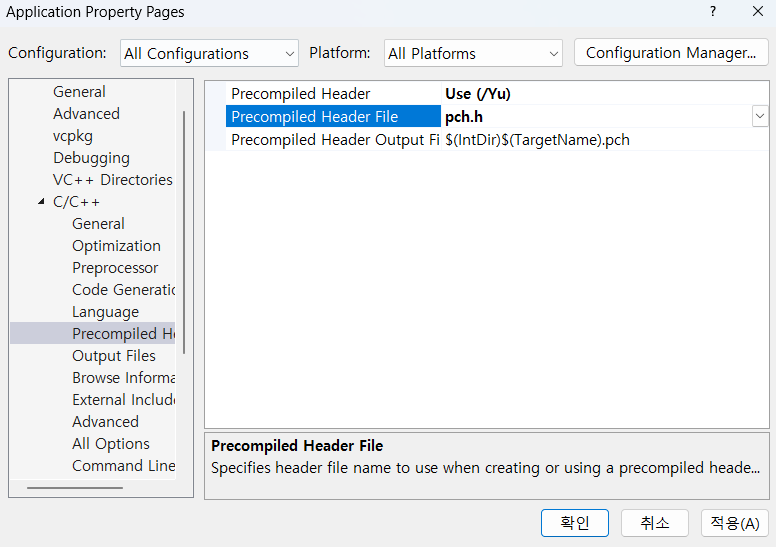 Application Property Pages
?
Configuration: All Configurations Platform: All Platforms Configuration Manager...
General
Advanced
vcpkg
Debugging
VC++ Directories
C/C++
General
Optimization
Preprocessor
Code Generatio
Language
Precompiled He
Output Files
Browse Informa
External Include
Advanced
All Options
Command Line
Precompiled Header Use (/Yu)
Precompiled Header File pch.h
Precompiled Header Output Fi $(IntDir)$(TargetName).pch
Precompiled Header File
Specifies header file name to use when creating or using a precompiled heade...
확인 취소 적용(A)